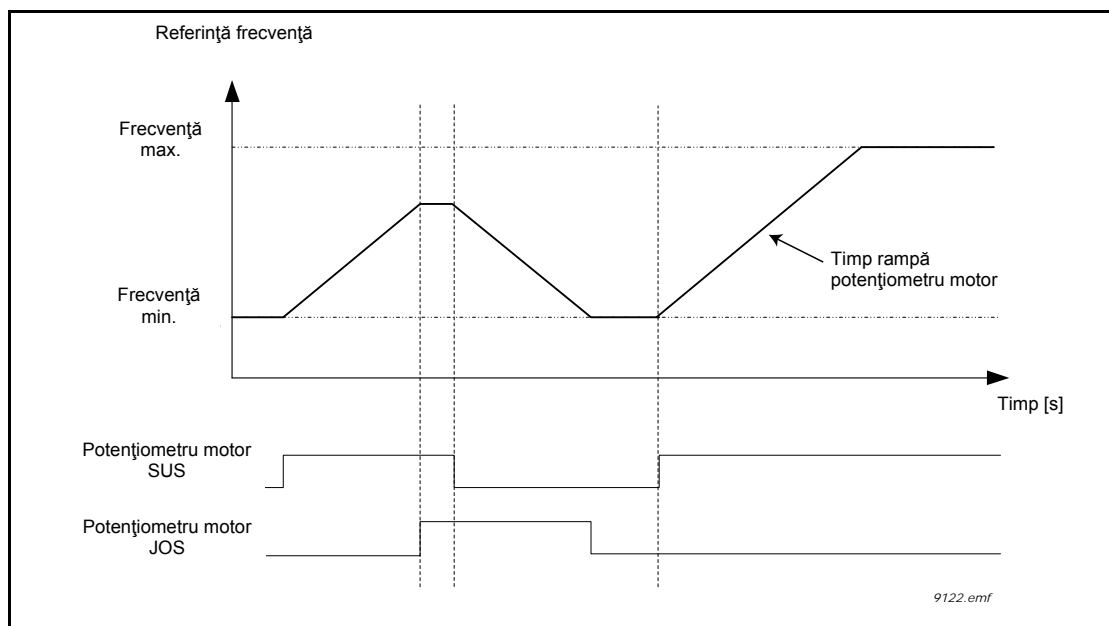 Referinţă frecvenţă
Frecvenţă
max.
Timp rampă
potenţiometru motor
Frecvenţă
min.
Timp [s]
Potenţiometru motor
SUS
Potenţiometru motor
JOS
9122.emf